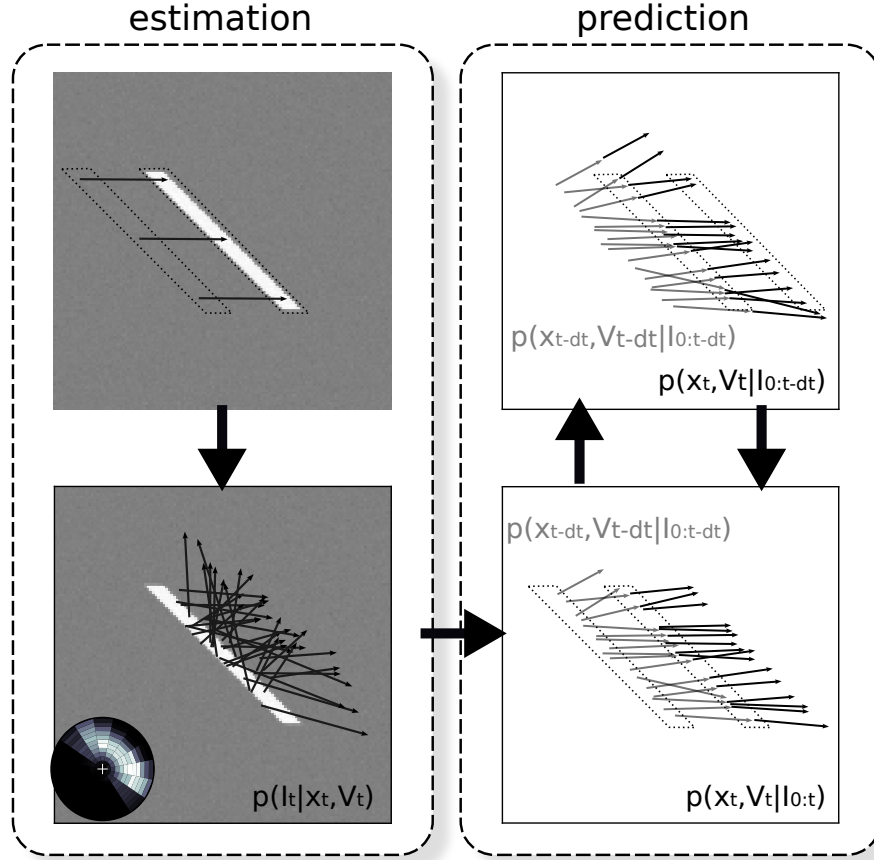 estimation
prediction
p(xt-dt,Vt-dt|I0:t-dt)
p(xt,Vt|I0:t-dt)
p(It|xt,Vt)
p(xt-dt,Vt-dt|I0:t-dt)
p(xt,Vt|I0:t)